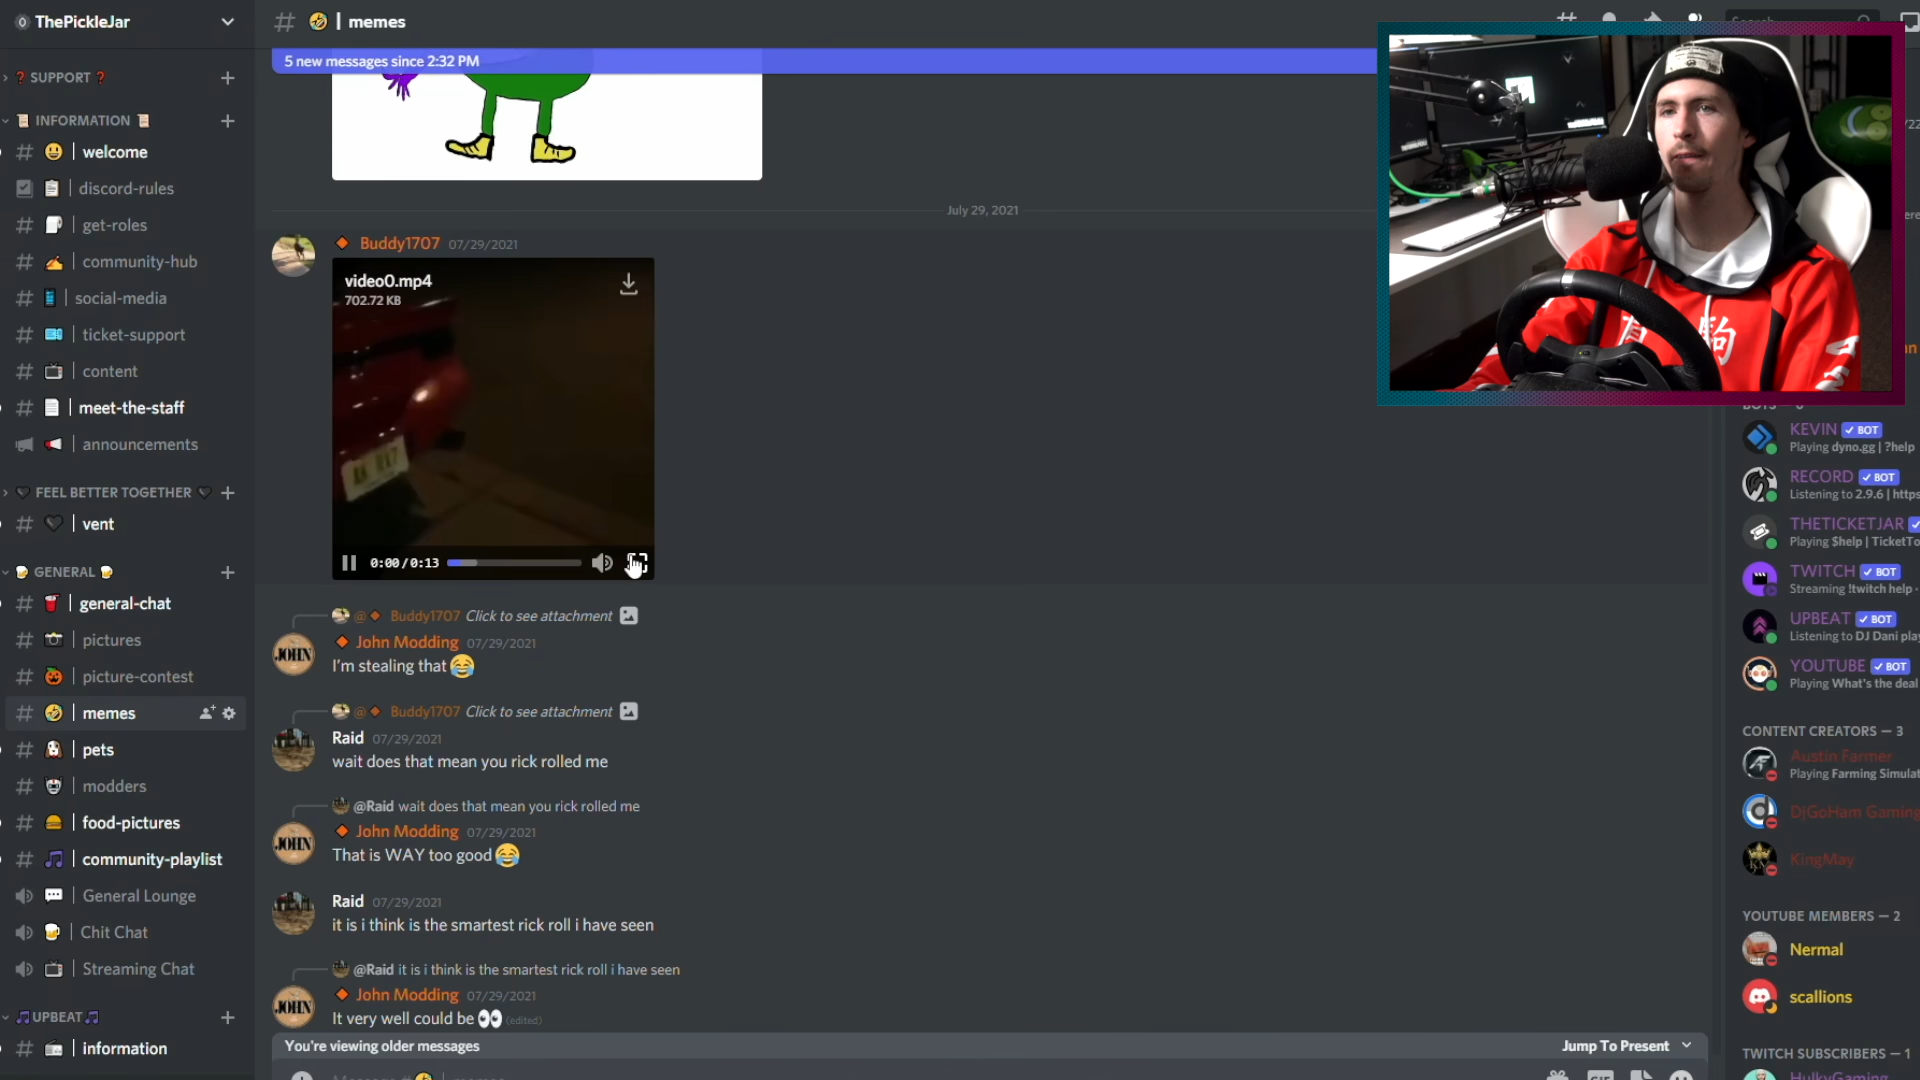 ThePickleJar
SUPPORT
INFORMATION
welcome
discord-rules
get-roles
community-hub
social-media
ticket-support
content
meet-the-staff
announcements
FEEL BETTER TOGETHER
vent
GENERAL
general-chat
pictures
picture-contest
memes
pets
modders
food-pictures
community-playlist
General Lounge
Chit Chat
Streaming Chat
UPBEAT
information
memes
5 new messages since 2:32 PM
July 29, 2021
Buddy1707 07/29/2021
video0.mp4
702.72 KB
0:00/0:13
@ Buddy1707 Click to see attachment
John Modding 07/29/2021
I'm stealing that
@ Buddy1707 Click to see attachment
Raid 07/29/2021
wait does that mean you rick rolled me
@Raid wait does that mean you rick rolled me
John Modding 07/29/2021
That is WAY too good
Raid 07/29/2021
it is i think is the smartest rick roll i have seen
@Raid it is i think is the smartest rick roll i have seen
John Modding 07/29/2021
It very well could be (edited)
You're viewing older messages
Jump To Present
JOHN
JOHN
JOHN
KEVIN BOT
Playing dyno.gg | ?help
RECORD BOT
Listening to 2.9.6 | https
THETICKETJAR
Playing $help | TicketTo
TWITCH BOT
Streaming !twitch help -
UPBEAT BOT
Listening to DJ Dani play
YOUTUBE BOT
Playing What's the deal
CONTENT CREATORS — 3
Austin Farmer
Playing Farming Simulat
DjGoHam Gaming
KingMay
YOUTUBE MEMBERS — 2
Nermal
scallions
TWITCH SUBSCRIBERS — 1
HulkyGaming